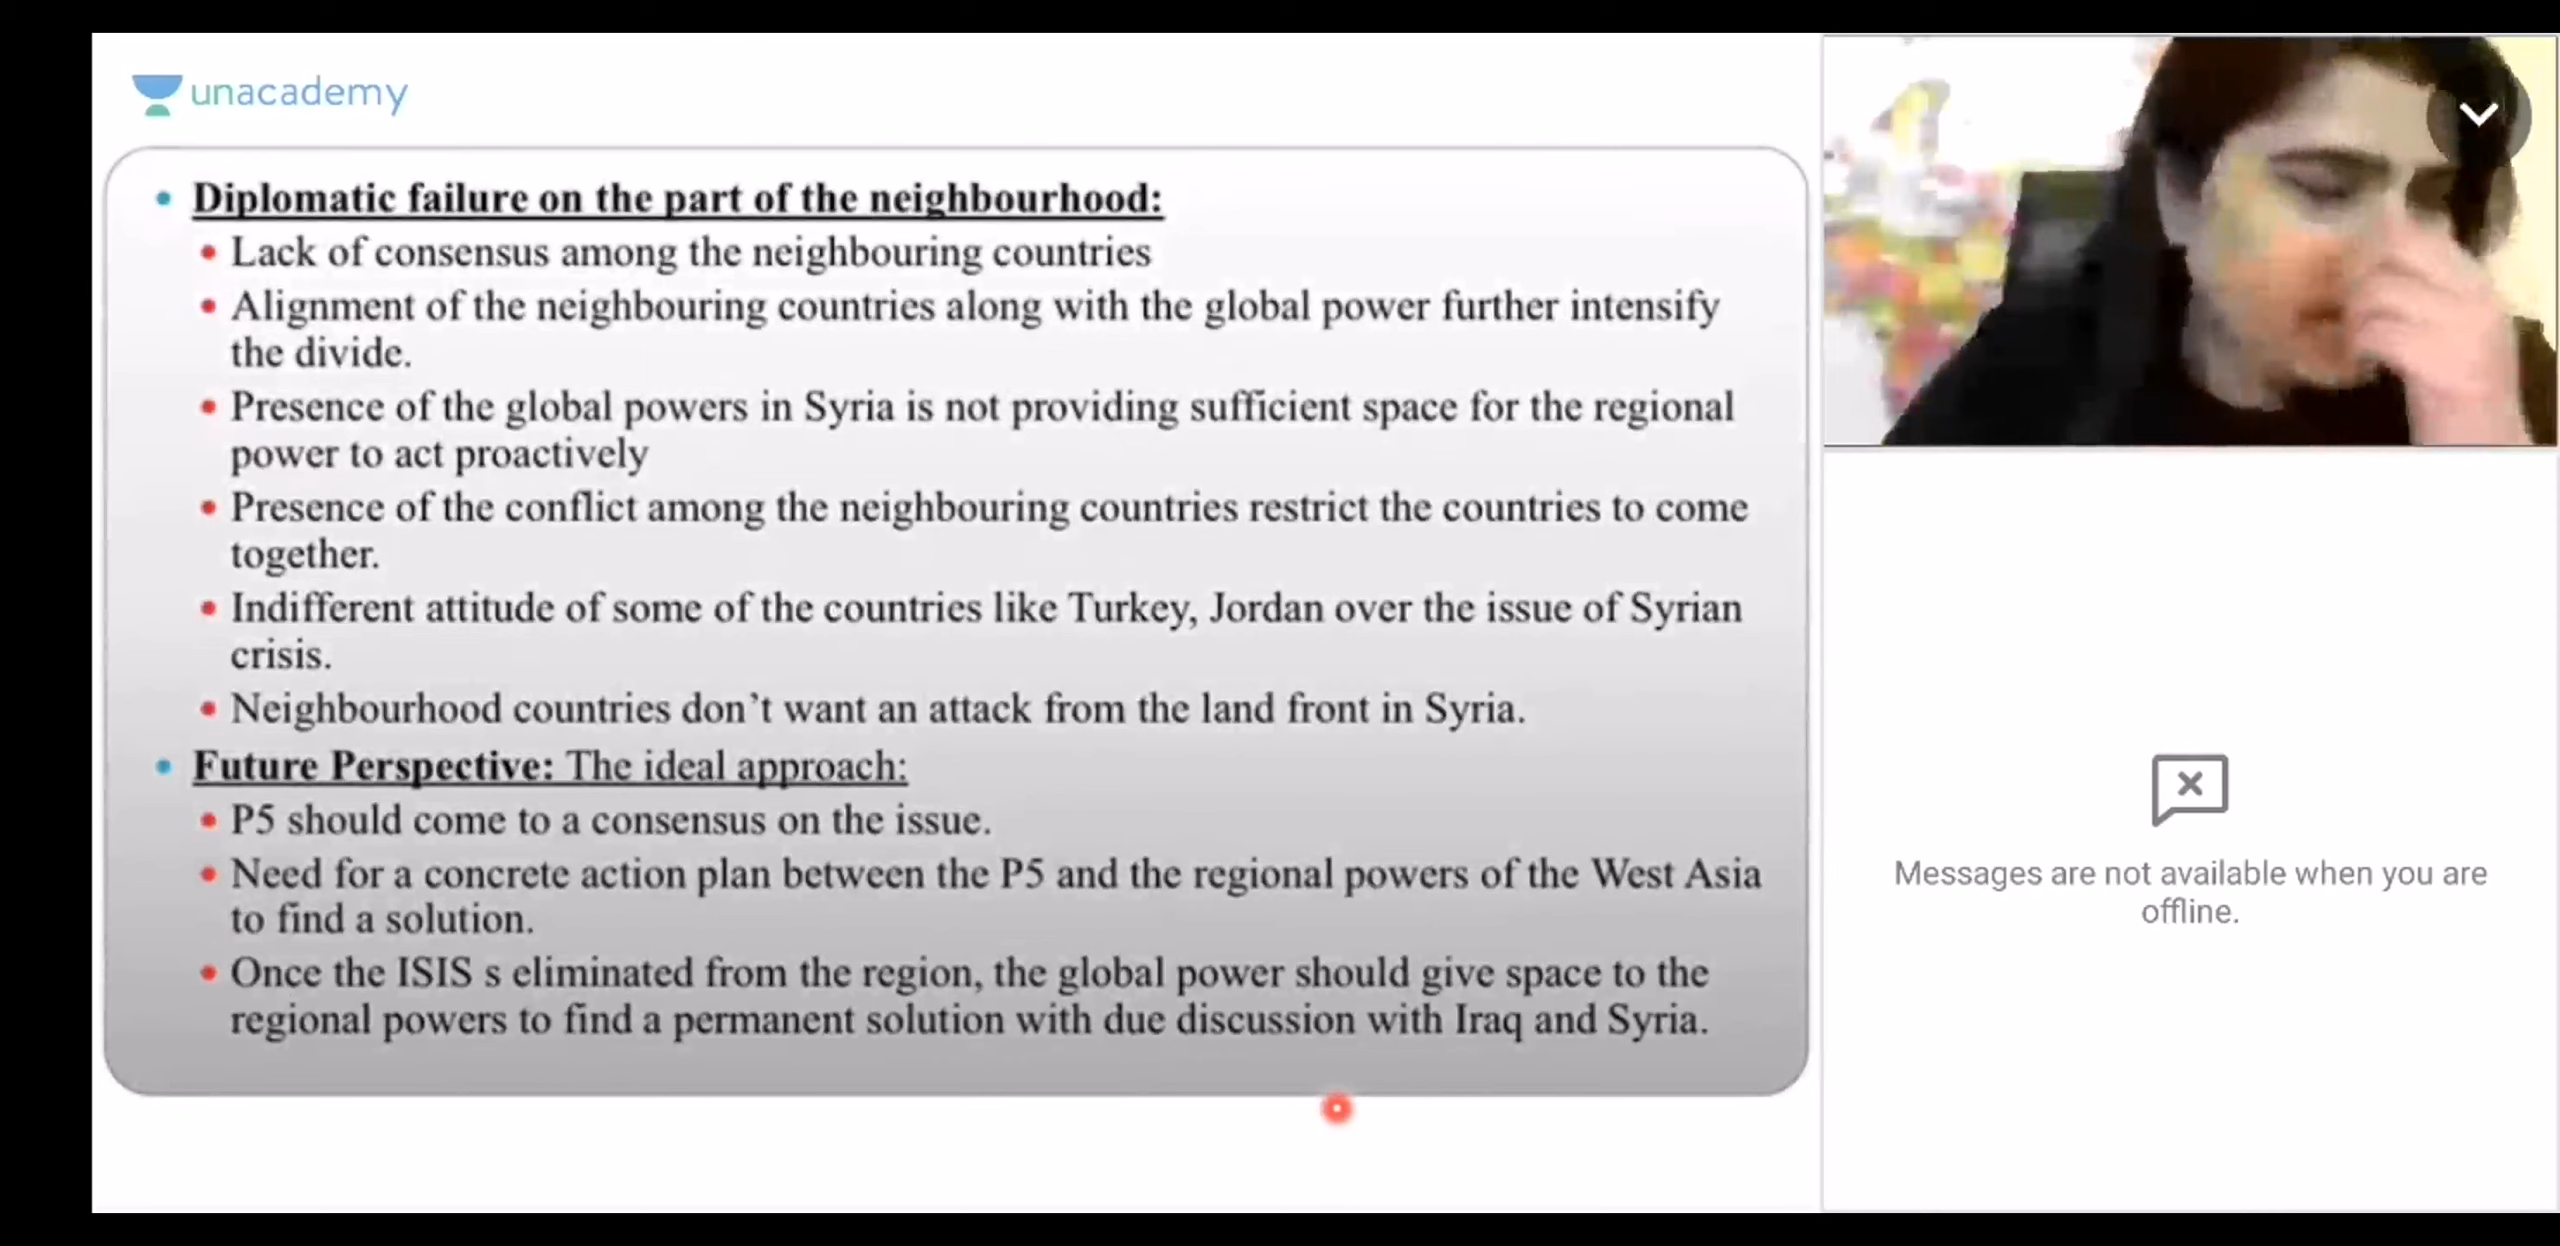 unacademy
Diplomatic failure on the part of the neighbourhood:
Lack of consensus among the neighbouring countries
Alignment of the neighbouring countries along with the global power further intensify
the divide.
Presence of the global powers in Syria is not providing sufficient space for the regional
power to act proactively
Presence of the conflict among the neighbouring countries restrict the countries to come
together.
Indifferent attitude of some of the countries like Turkey, Jordan over the issue of Syrian
crisis.
Neighbourhood countries don’t want an attack from the land front in Syria.
Future Perspective: The ideal approach:
P5 should come to a consensus on the issue.
Need for a concrete action plan between the P5 and the regional powers of the West Asia
to find a solution.
Once the ISIS s eliminated from the region, the global power should give space to the
regional powers to find a permanent solution with due discussion with Iraq and Syria.
Messages are not available when you are
offline.